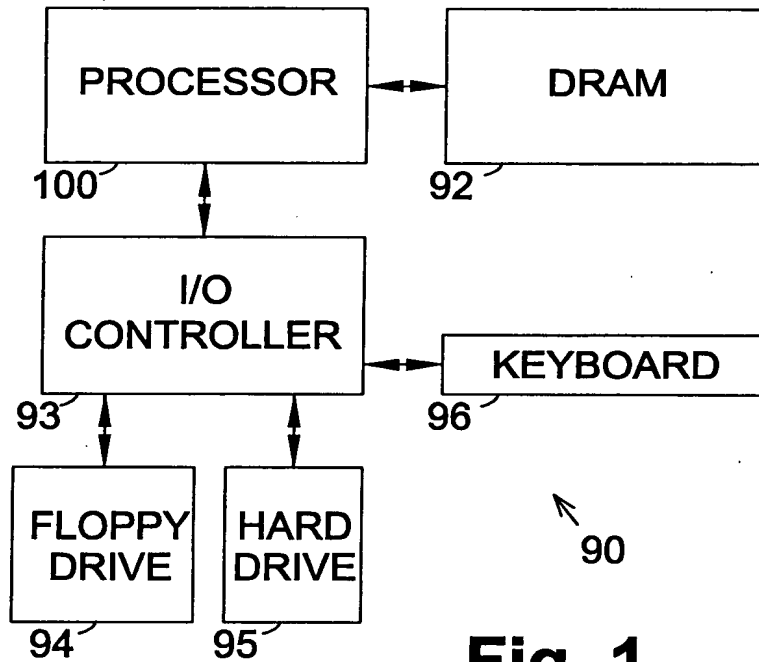 PROCESSOR
DRAM
100
92
I/O
CONTROLLER
KEYBOARD
93
96
FLOPPY
DRIVE
HARD
DRIVE
90
94
95
Fig. 1